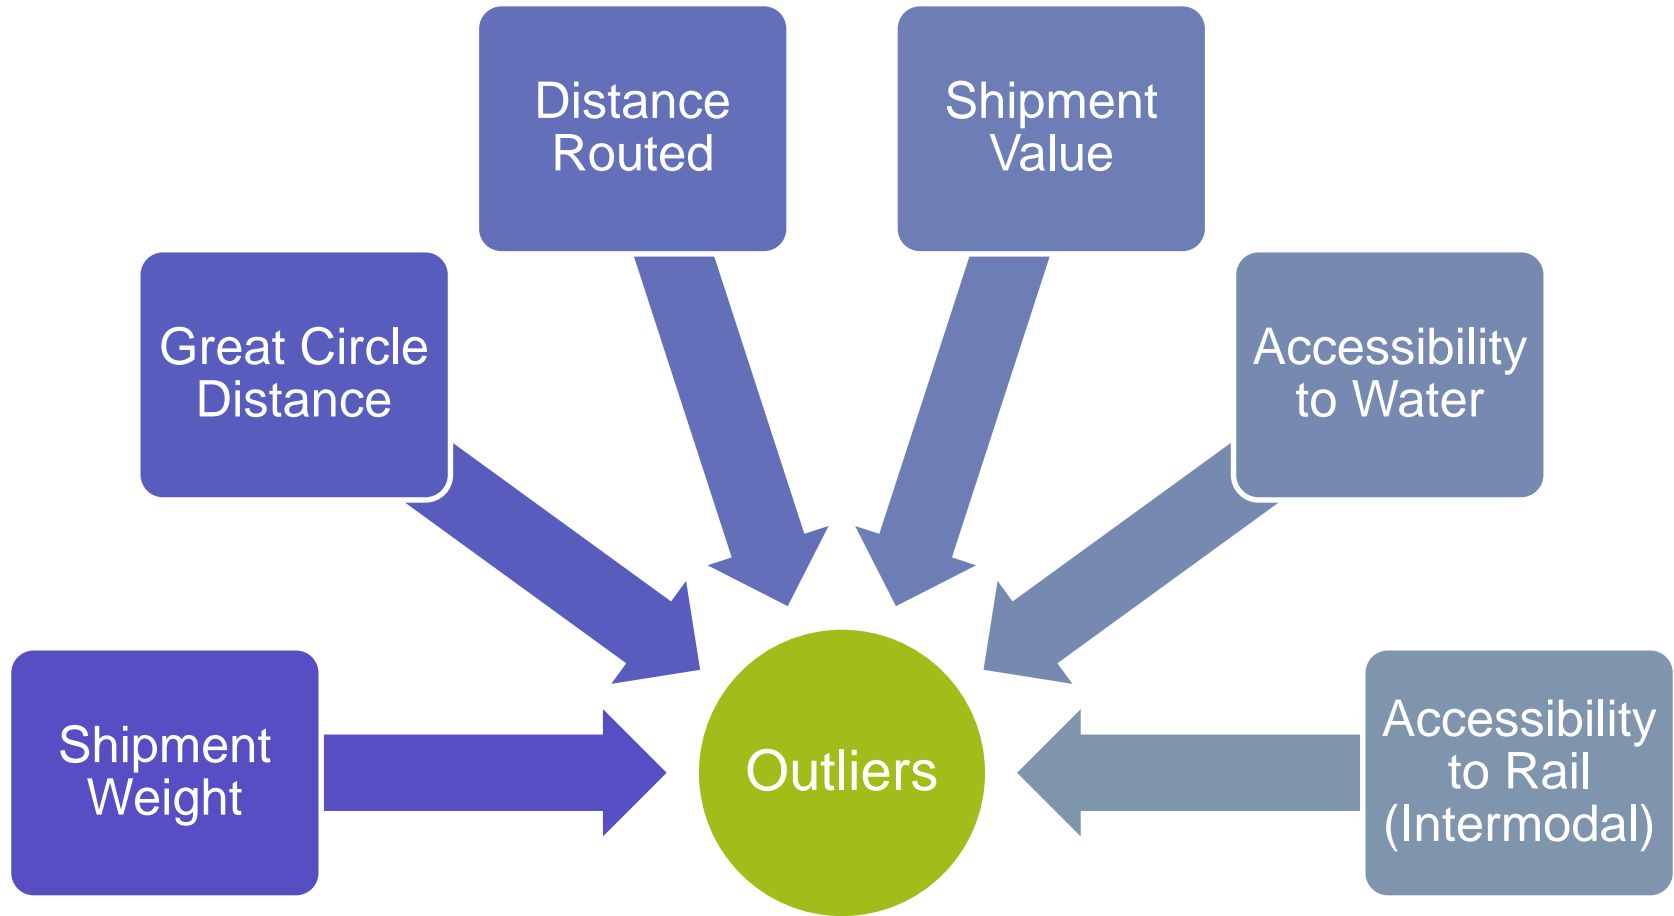 Distance
Routed
Shipment
Value
Great Circle
Distance
Accessibility
to Water
Shipment
Weight
Outliers
Accessibility
to Rail
(Intermodal)